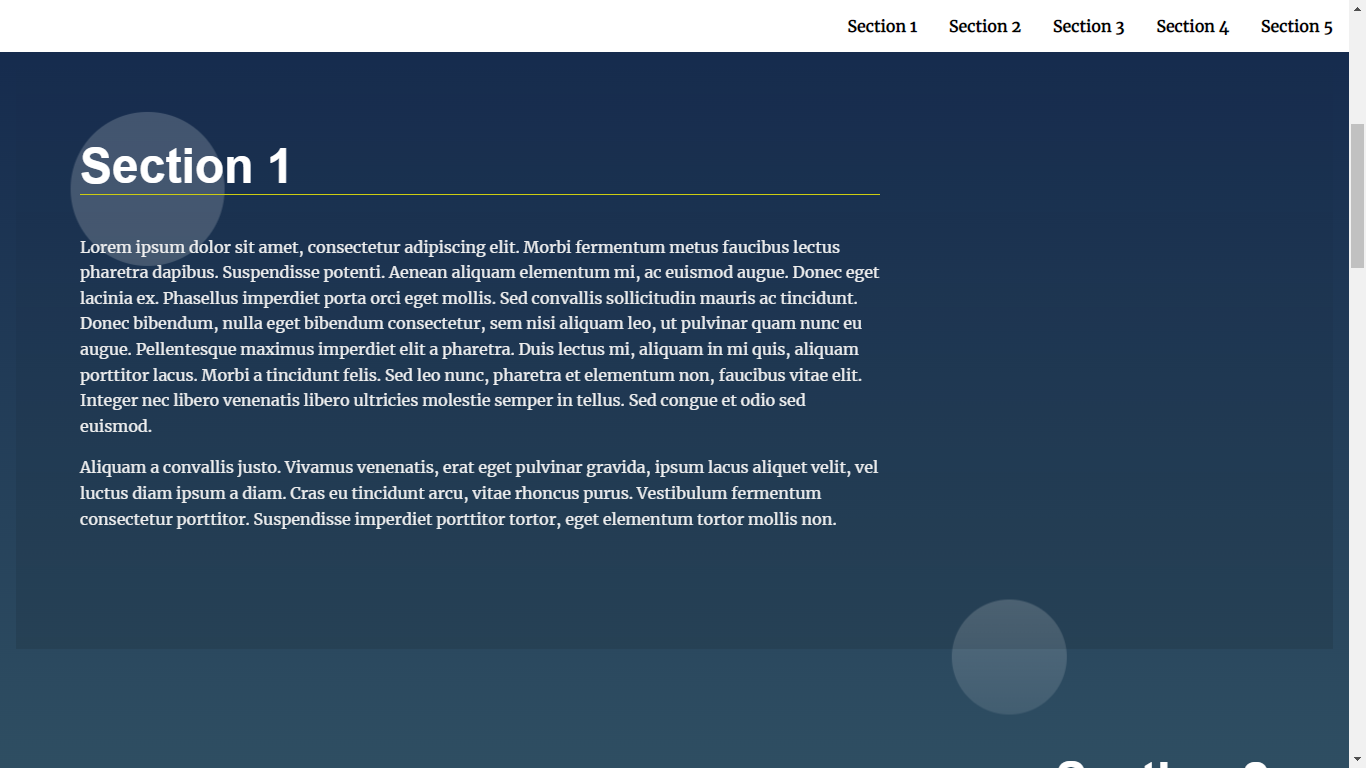 Section 1 Section 2 Section 3 Section 4 Section 5
Section 1
Lorem ipsum dolor sit amet, consectetur adipiscing elit. Morbi fermentum metus faucibus lectus
pharetra dapibus. Suspendisse potenti. Aenean aliquam elementum mi, ac euismod augue. Donec eget
lacinia ex. Phasellus imperdiet porta orci eget mollis. Sed convallis sollicitudin mauris ac tincidunt.
Donec bibendum, nulla eget bibendum consectetur, sem nisi aliquam leo, ut pulvinar quam nunc eu
augue. Pellentesque maximus imperdiet elit a pharetra. Duis lectus mi, aliquam in mi quis, aliquam
porttitor lacus. Morbi a tincidunt felis. Sed leo nunc, pharetra et elementum non, faucibus vitae elit.
Integer nec libero venenatis libero ultricies molestie semper in tellus. Sed congue et odio sed
euismod.
Aliquam a convallis justo. Vivamus venenatis, erat eget pulvinar gravida, ipsum lacus aliquet velit, vel
luctus diam ipsum a diam. Cras eu tincidunt arcu, vitae rhoncus purus. Vestibulum fermentum
consectetur porttitor. Suspendisse imperdiet porttitor tortor, eget elementum tortor mollis non.